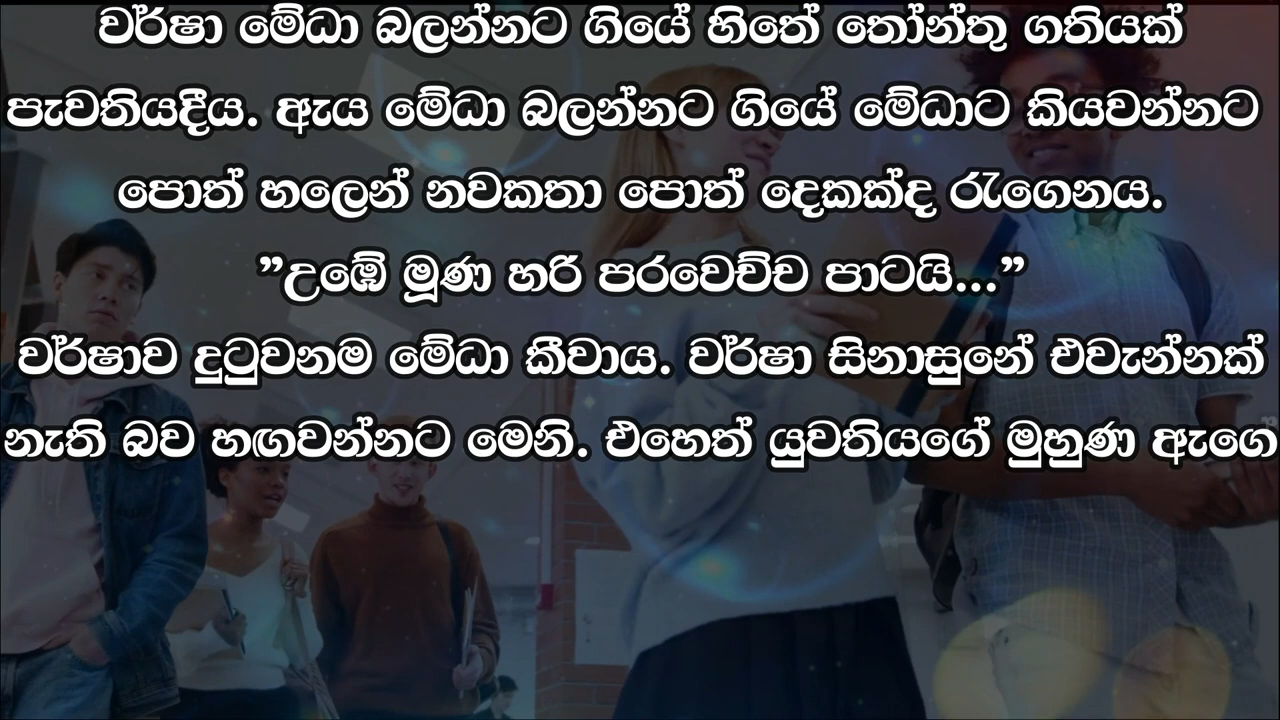 වර්ෂා මේධා බලන්නට ගියේ හිතේ තෝන්තු ගතියක්
පැවතියදීය. ඇය මේධා බලන්නට ගියේ මේධාට කියවන්නට
පොත් හලෙන් නවකතා පොත් දෙකක්ද රැගෙනය.
”උඹේ මූණ හරි පරවෙච්ච පාටයි...”
වර්ෂාව දුටුවනම මේධා කීවාය. වර්ෂා සිනාසුනේ එවැන්නක්
නැති බව හඟවන්නට මෙනි. එහෙත් යුවතියගේ මුහුණ ඇගෙ